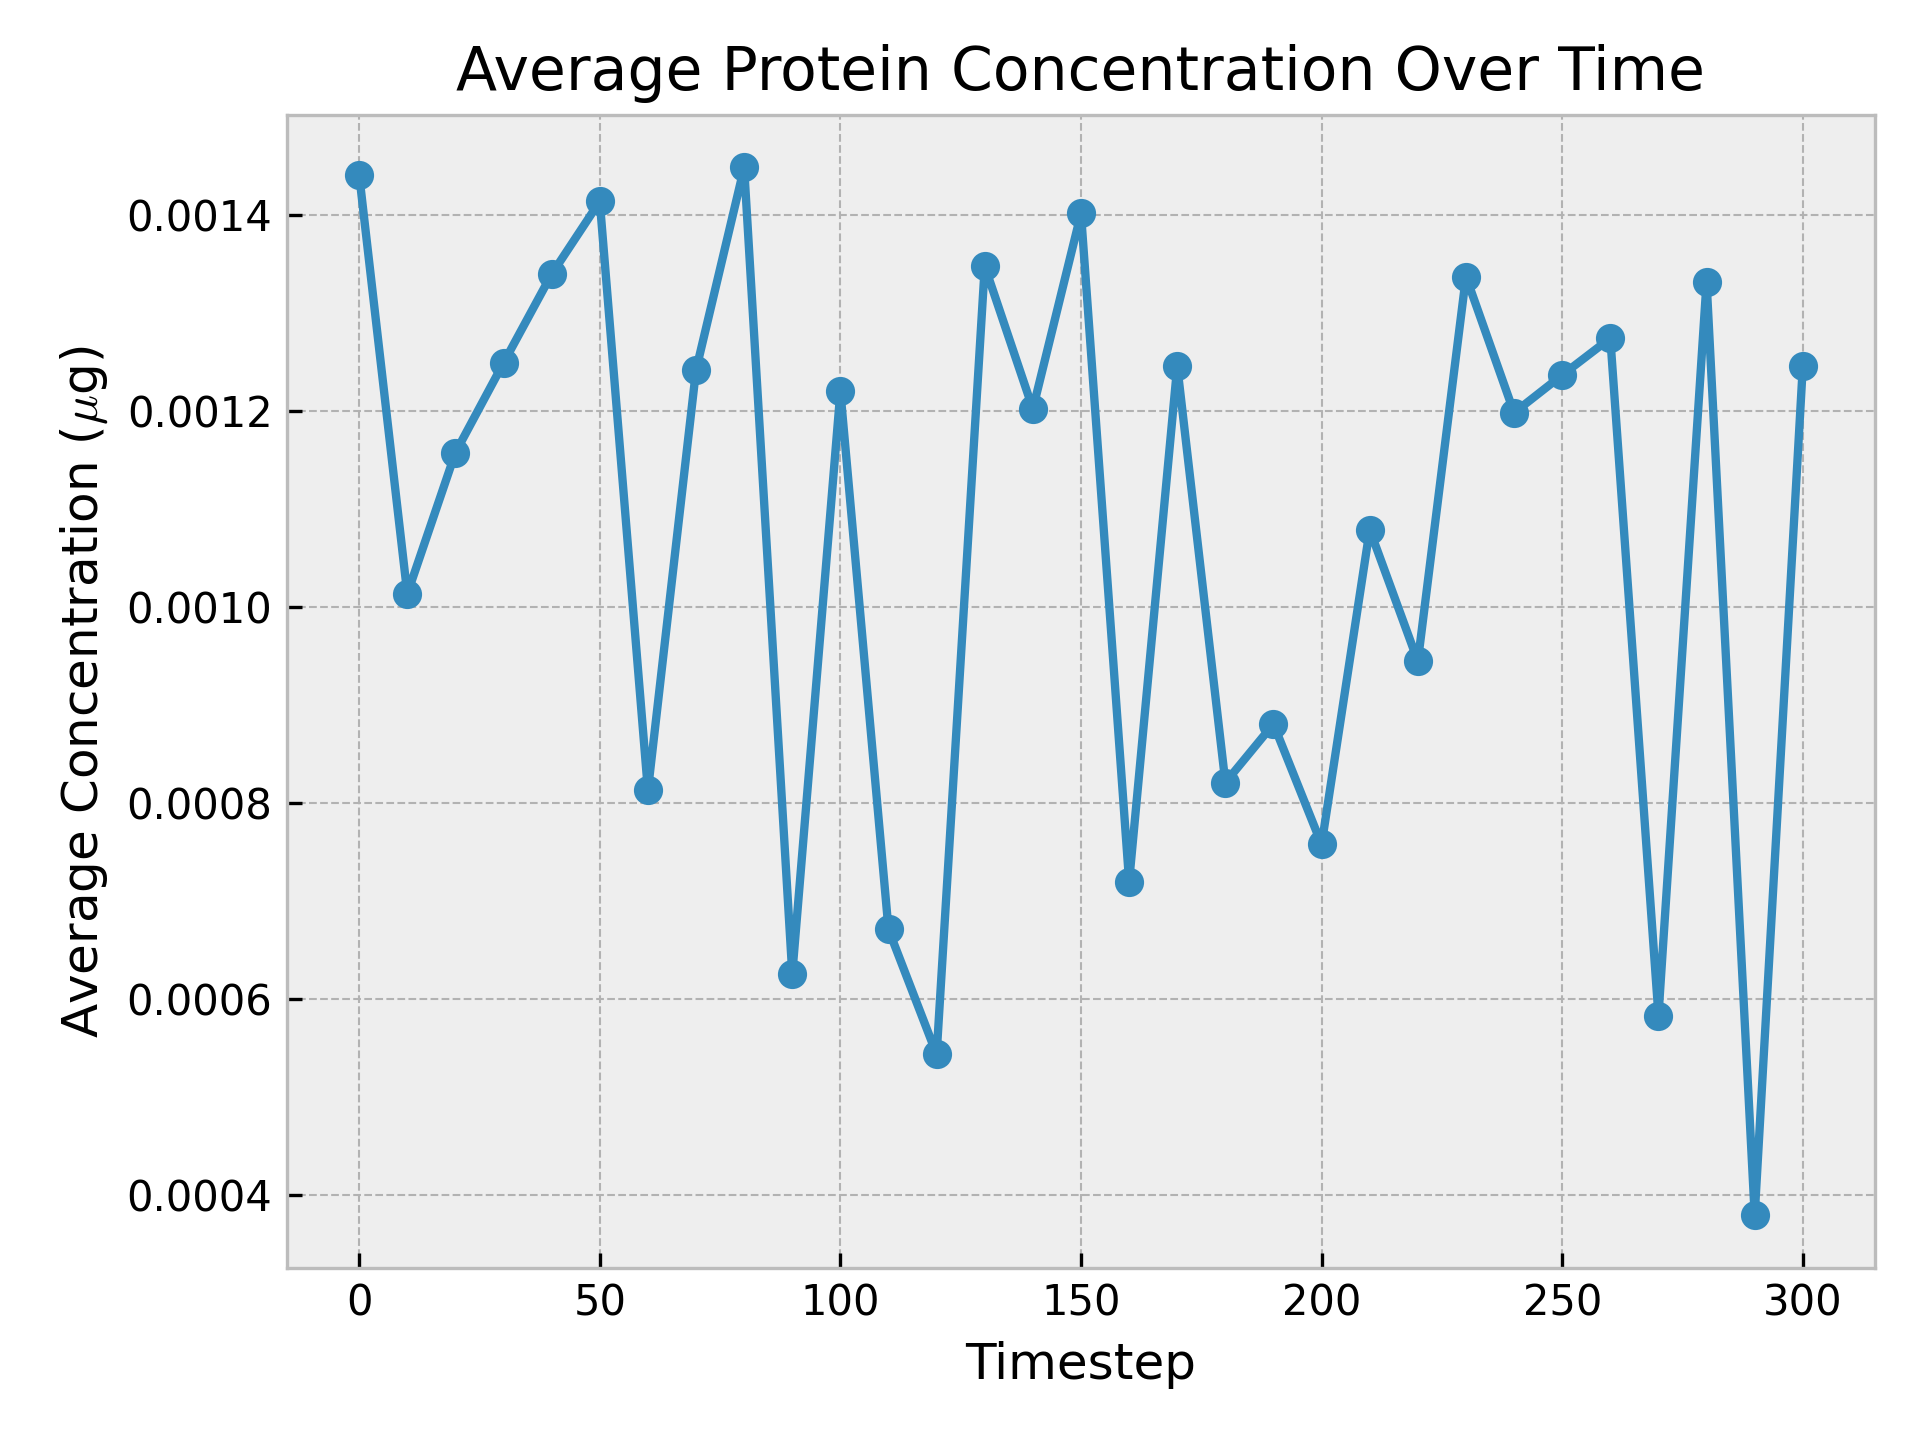 Average Protein Concentration Over Time
Average Concentration (μg)
0.0014
0.0012
0.0010
0.0008
0.0006
0.0004
0 50 100 150 200 250 300
Timestep